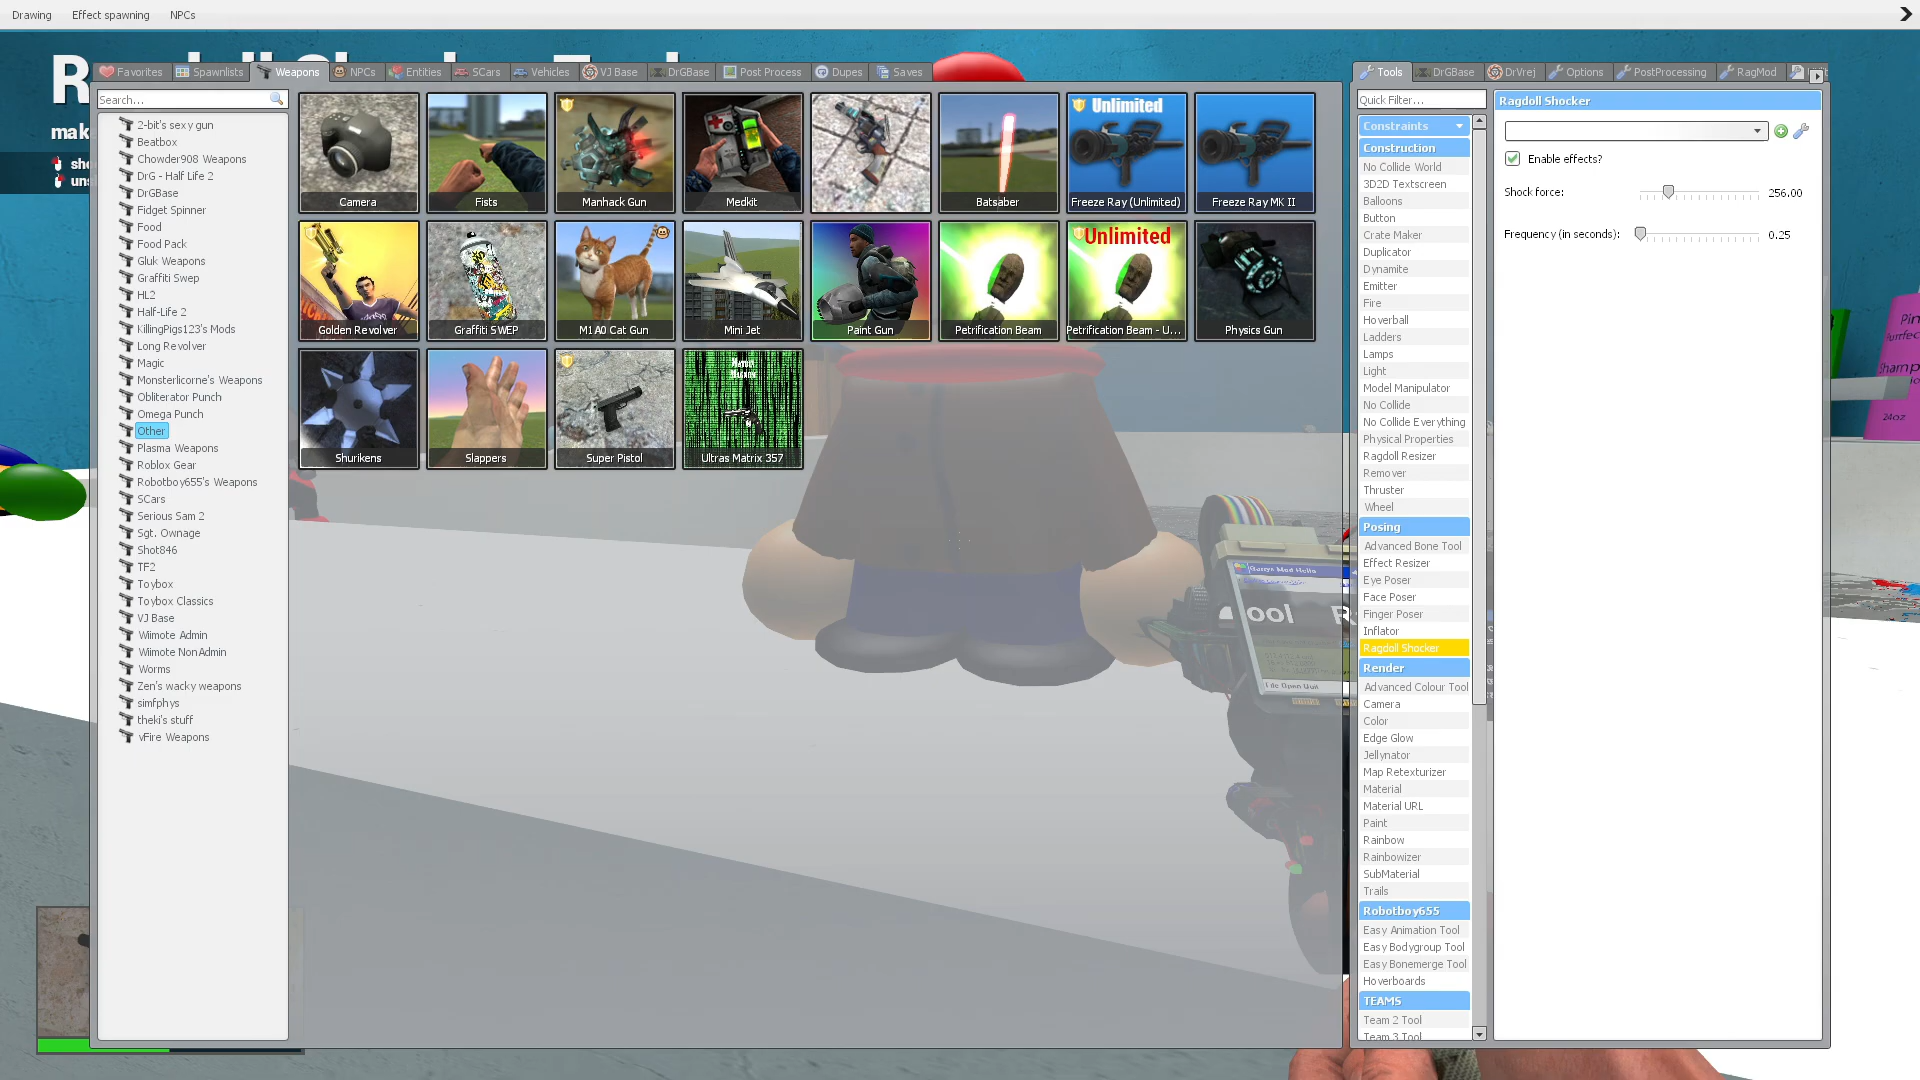 Drawing
Effect spawning
NPCs
Favorites
Spawnlists
Weapons
NPCs
Entities
SCars
Vehicles
VJ Base
DrGBase
Post Process
Dupes
Saves
Search...
2-bit's sexy gun
Beatbox
Chowder908 Weapons
DrG - Half Life 2
DrGBase
Fidget Spinner
Food
Food Pack
Gluk Weapons
Graffiti Swep
HL2
Half-Life 2
KillingPigs123's Mods
Long Revolver
Magic
Monsterlicorne's Weapons
Obliterator Punch
Omega Punch
Other
Plasma Weapons
Roblox Gear
Robotboy655's Weapons
SCars
Serious Sam 2
Sgt. Ownage
Shot846
TF2
Toybox
Toybox Classics
VJ Base
Wiimote Admin
Wiimote NonAdmin
Worms
Zen's wacky weapons
simfphys
theki's stuff
vFire Weapons
Camera
Fists
Manhack Gun
Medkit
Batsaber
Unlimited
Freeze Ray (Unlimited)
Freeze Ray MK II
Golden Revolver
Graffiti SWEP
M1A0 Cat Gun
Mini Jet
Paint Gun
Petrification Beam
Unlimited
Petrification Beam - U...
Physics Gun
Shurikens
Slappers
Super Pistol
Ultras Matrix 357
Tools
DrGBase
DrVrej
Options
PostProcessing
RagMod
Quick Filter...
Constraints
Construction
No Collide World
3D2D Textscreen
Balloons
Button
Crate Maker
Duplicator
Dynamite
Emitter
Fire
Hoverball
Ladders
Lamps
Light
Model Manipulator
No Collide
No Collide Everything
Physical Properties
Ragdoll Resizer
Remover
Thruster
Wheel
Posing
Advanced Bone Tool
Effect Resizer
Eye Poser
Face Poser
Finger Poser
Inflator
Ragdoll Shocker
Render
Advanced Colour Tool
Camera
Color
Edge Glow
Jellynator
Map Retexturizer
Material
Material URL
Paint
Rainbow
Rainbowizer
SubMaterial
Trails
Robotboy655
Easy Animation Tool
Easy Bodygroup Tool
Easy Bonemerge Tool
Hoverboards
TEAMS
Team 2 Tool
Team 3 Tool
Ragdoll Shocker
Enable effects?
Shock force:
256.00
Frequency (in seconds):
0.25
24oz